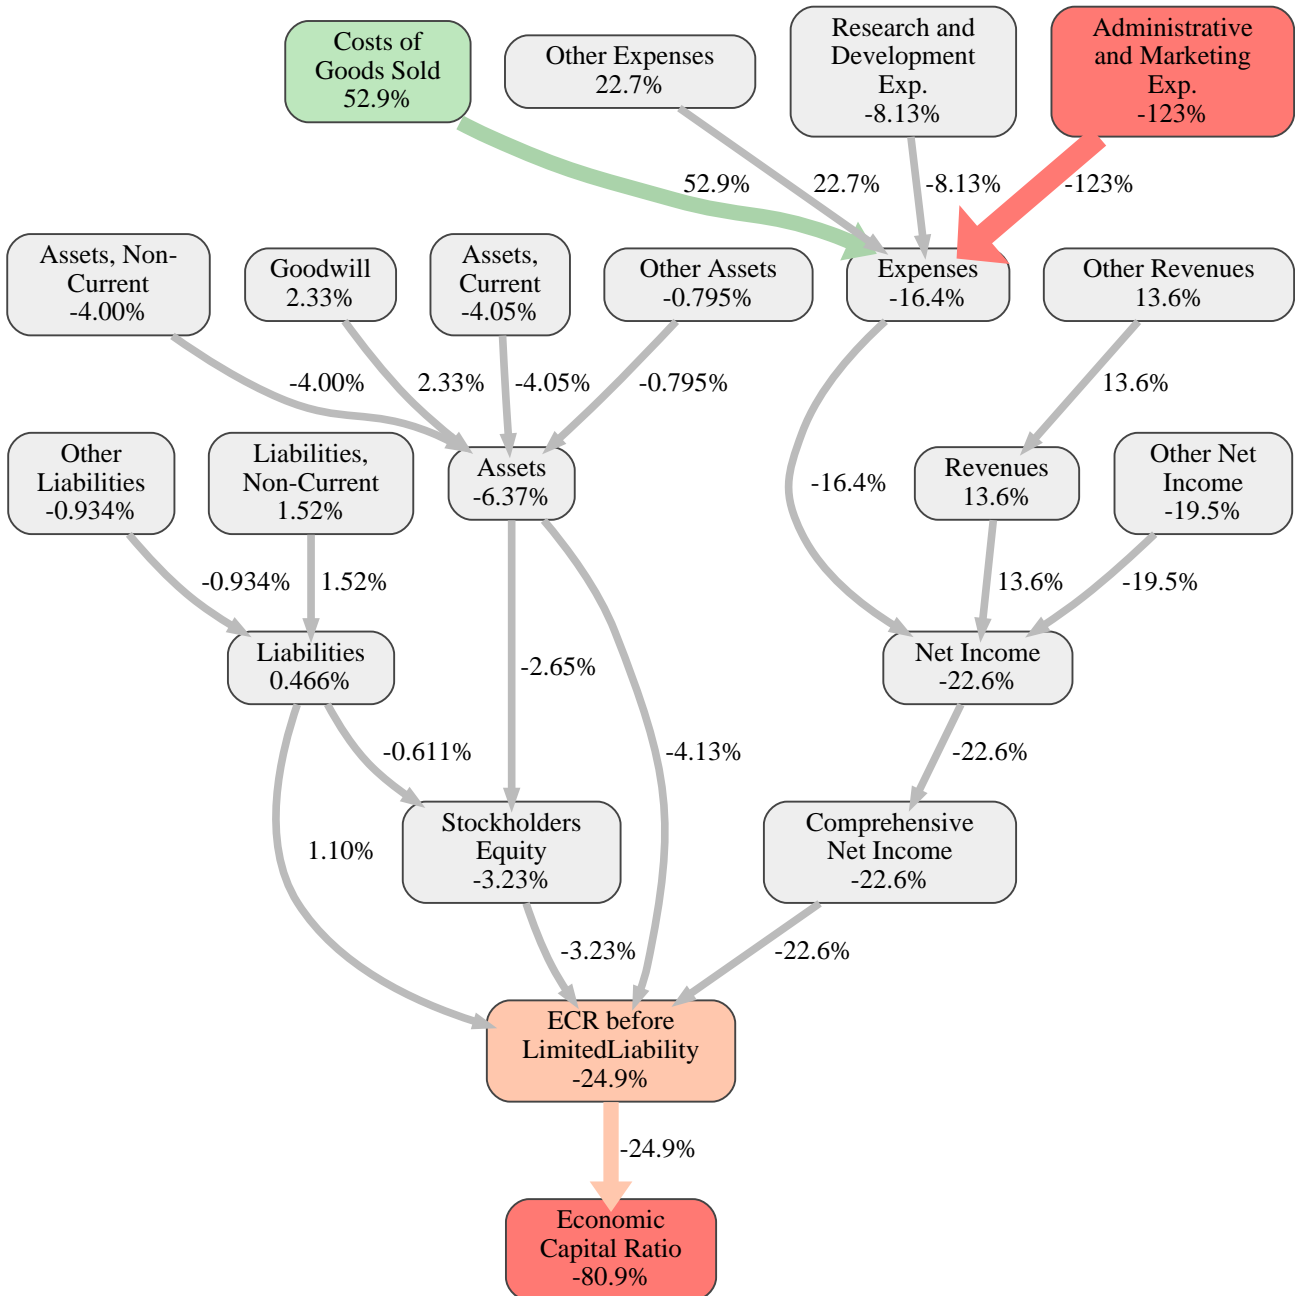 Costs of
Goods Sold
52.9%
Other Expenses
22.7%
Research and
Development
Exp.
-8.13%
Administrative
and Marketing
Exp.
-123%
52.9%
22.7%
-8.13%
-123%
Assets, Non-
Current
-4.00%
Goodwill
2.33%
Assets,
Current
-4.05%
Other Assets
-0.795%
Expenses
-16.4%
Other Revenues
13.6%
-4.00%
2.33%
-4.05%
-0.795%
13.6%
Other
Liabilities
-0.934%
Liabilities,
Non-Current
1.52%
Assets
-6.37%
-16.4%
Revenues
13.6%
Other Net
Income
-19.5%
-0.934%
1.52%
13.6%
-19.5%
Liabilities
0.466%
-2.65%
Net Income
-22.6%
-0.611%
-4.13%
-22.6%
1.10%
Stockholders
Equity
-3.23%
Comprehensive
Net Income
-22.6%
-3.23%
-22.6%
ECR before
LimitedLiability
-24.9%
-24.9%
Economic
Capital Ratio
-80.9%